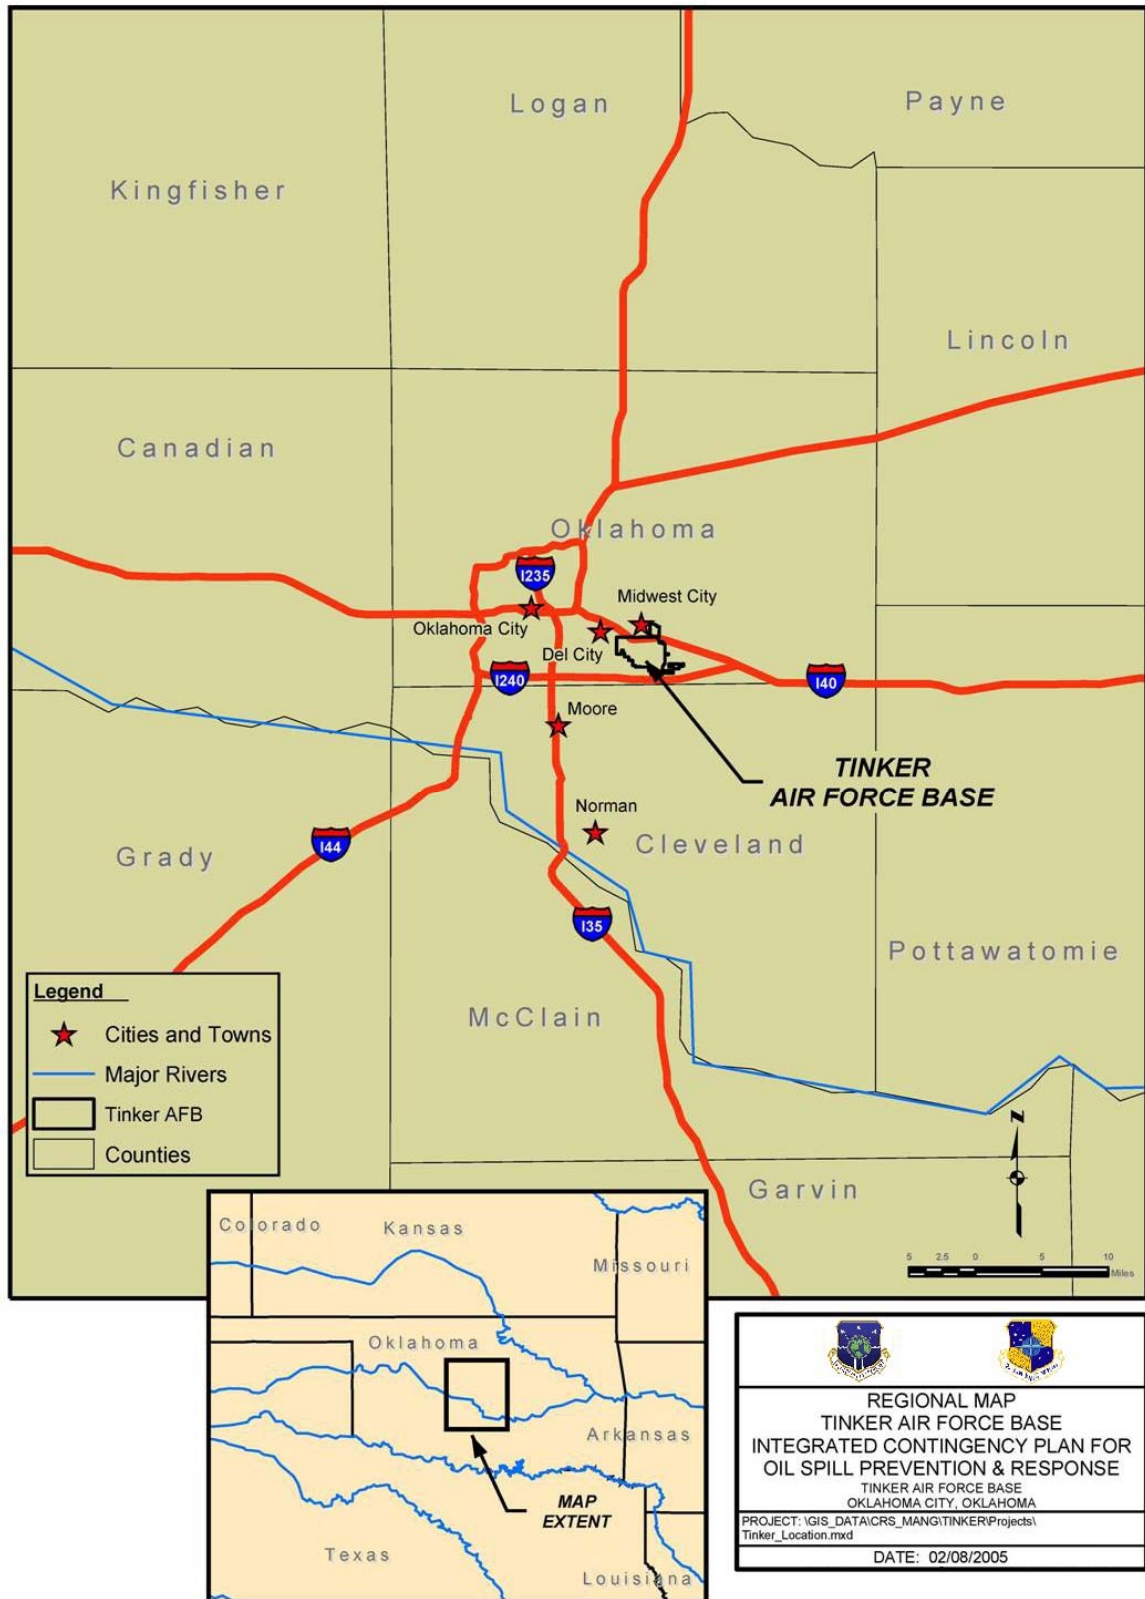 Logan
Payne
Kingfisher
Lincoln
Canadian
Oklahoma
I235
Midwest City
Oklahoma City
Del City
I240
I40
Moore
TINKER
AIR FORCE BASE
Norman
Cleveland
I44
Grady
I35
Pottawatomie
McClain
Legend
Cities and Towns
Major Rivers
Tinker AFB
Counties
N
Garvin
5 2.5 0 5 10
Miles
Colorado
Kansas
Missouri
Oklahoma
Arkansas
MAP
EXTENT
Texas
Louisiana
REGIONAL MAP
TINKER AIR FORCE BASE
INTEGRATED CONTINGENCY PLAN FOR
OIL SPILL PREVENTION & RESPONSE
TINKER AIR FORCE BASE
OKLAHOMA CITY, OKLAHOMA
PROJECT: \GIS_DATA\CRS_MANG\TINKER\Projects\
Tinker_Location.mxd
DATE: 02/08/2005